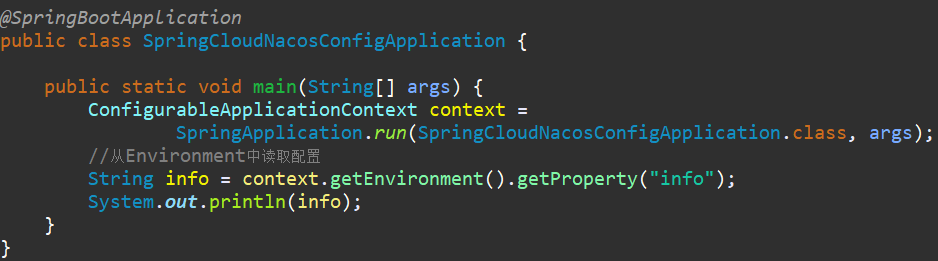 @SpringBootApplication
public class SpringCloudNacosConfigApplication {
public static void main(String[] args) {
ConfigurableApplicationContext context =
SpringApplication.run(SpringCloudNacosConfigApplication.class, args);
//从Environment中读取配置
String info = context.getEnvironment().getProperty("info");
System.out.println(info);
}
}